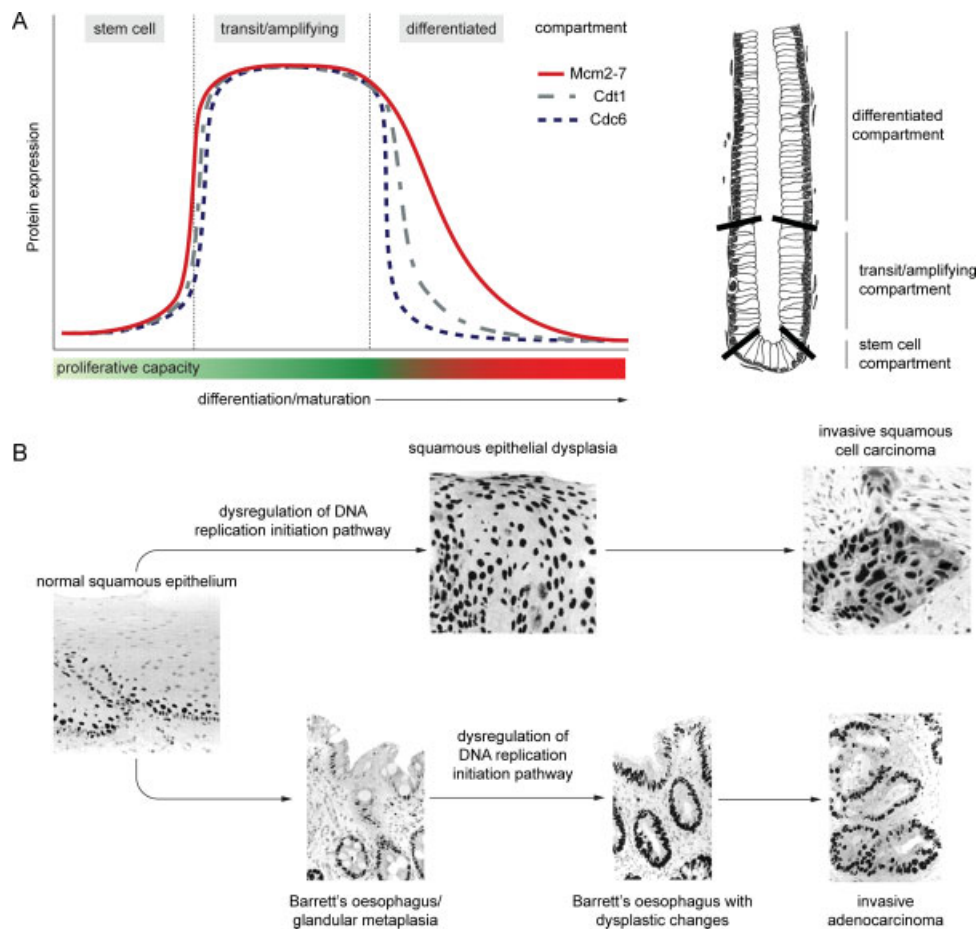 A
stem cell
transit/amplifying
differentiated
compartment
Mcm2-7
Cdt1
Cdc6
Protein expression
proliferative capacity
differentiation/maturation
differentiated
compartment
transit/amplifying
compartment
stem cell
compartment
B
squamous epithelial dysplasia
invasive squamous
cell carcinoma
dysregulation of DNA
replication initiation pathway
normal squamous epithelium
dysregulation of
DNA replication
initiation pathway
Barrett's oesophagus/
glandular metaplasia
Barrett's oesophagus with
dysplastic changes
invasive
adenocarcinoma